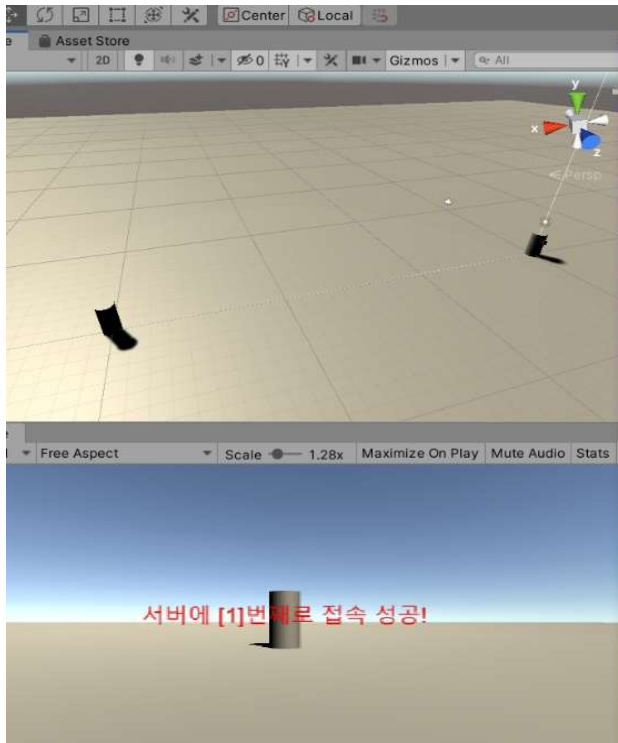 Center Local
Asset Store
2D 0 Gizmos All
y
x
z
Persp
Free Aspect Scale 1.28x Maximize On Play Mute Audio Stats
서버에 [1]번째로 접속 성공!